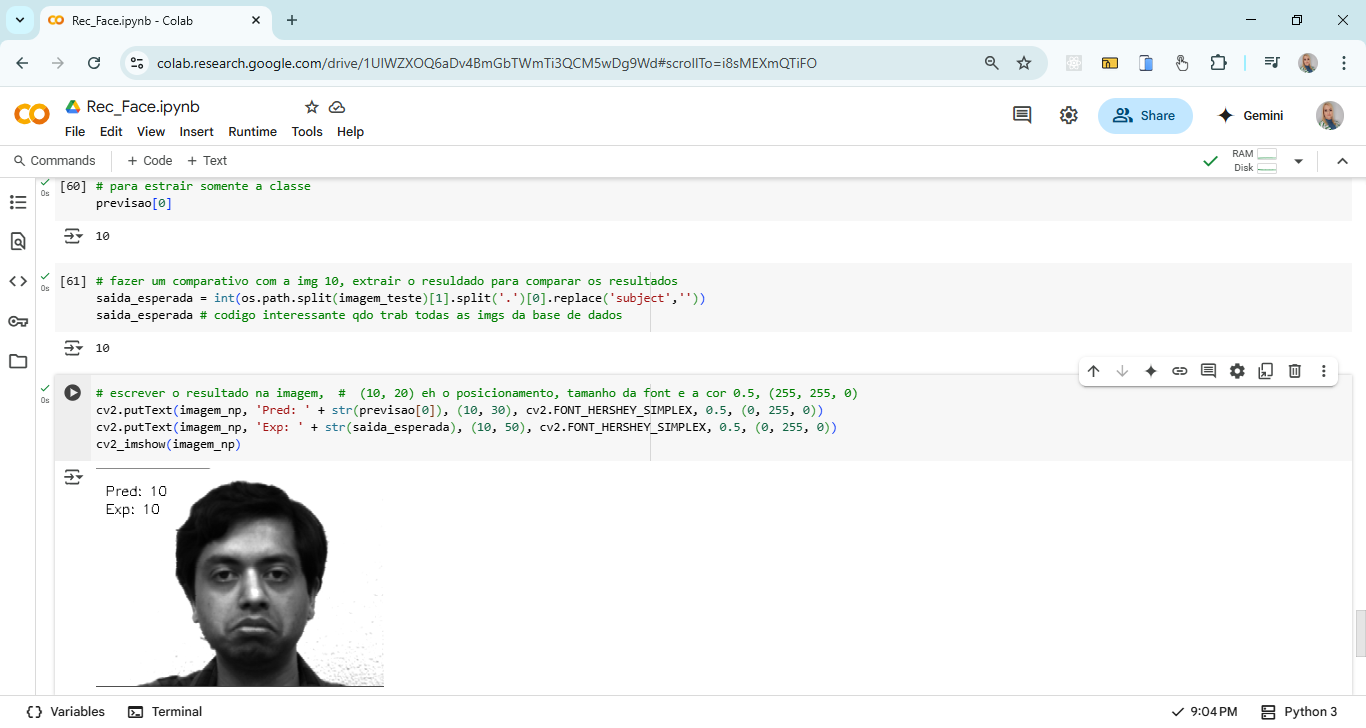 Rec_Face.ipynb - Colab
colab.research.google.com/drive/1UIWZXOQ6aDv4BmGbTWmTi3QCM5wDg9Wd#scrollTo=i8sMEXmQTiFO
Rec_Face.ipynb
File Edit View Insert Runtime Tools Help
Share
Gemini
Commands + Code + Text
RAM
Disk
0s
[60] # para estrair somente a classe
previsao[0]
10
0s
[61] # fazer um comparativo com a img 10, extrair o resuldado para comparar os resultados
saida_esperada = int(os.path.split(imagem_teste)[1].split('.')[0].replace('subject',''))
saida_esperada # codigo interessante qdo trab todas as imgs da base de dados
10
0s
# escrever o resultado na imagem,  #  (10, 20) eh o posicionamento, tamanho da font e a cor 0.5, (255, 255, 0)
cv2.putText(imagem_np, 'Pred: ' + str(previsao[0]), (10, 30), cv2.FONT_HERSHEY_SIMPLEX, 0.5, (0, 255, 0))
cv2.putText(imagem_np, 'Exp: ' + str(saida_esperada), (10, 50), cv2.FONT_HERSHEY_SIMPLEX, 0.5, (0, 255, 0))
cv2_imshow(imagem_np)
Pred: 10
Exp: 10
Variables Terminal
9:04 PM Python 3